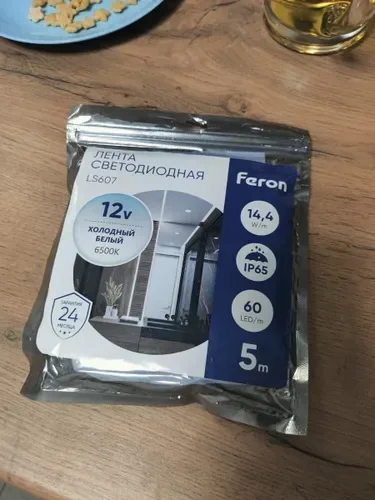 ЛЕНТА
СВЕТОДИОДНАЯ
LS607
feron
12v
ХОЛОДНЫЙ
БЕЛЫЙ
6500K
14,4
W/m
IP65
60
LED/m
5m
ГАРАНТИЯ
24
МЕСЯЦА